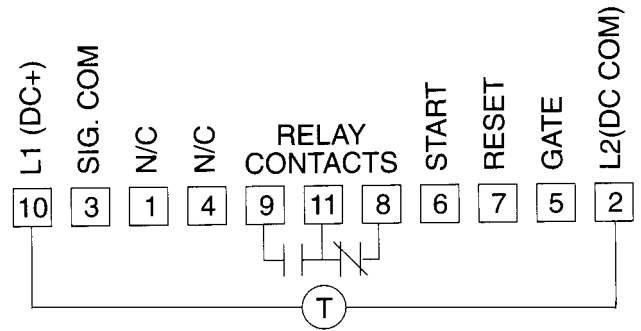 L1 (DC+)
SIG. COM
N/C
N/C
RELAY
CONTACTS
START
RESET
GATE
L2(DC COM)
10 3 1 4 9 11 8 6 7 5 2
T